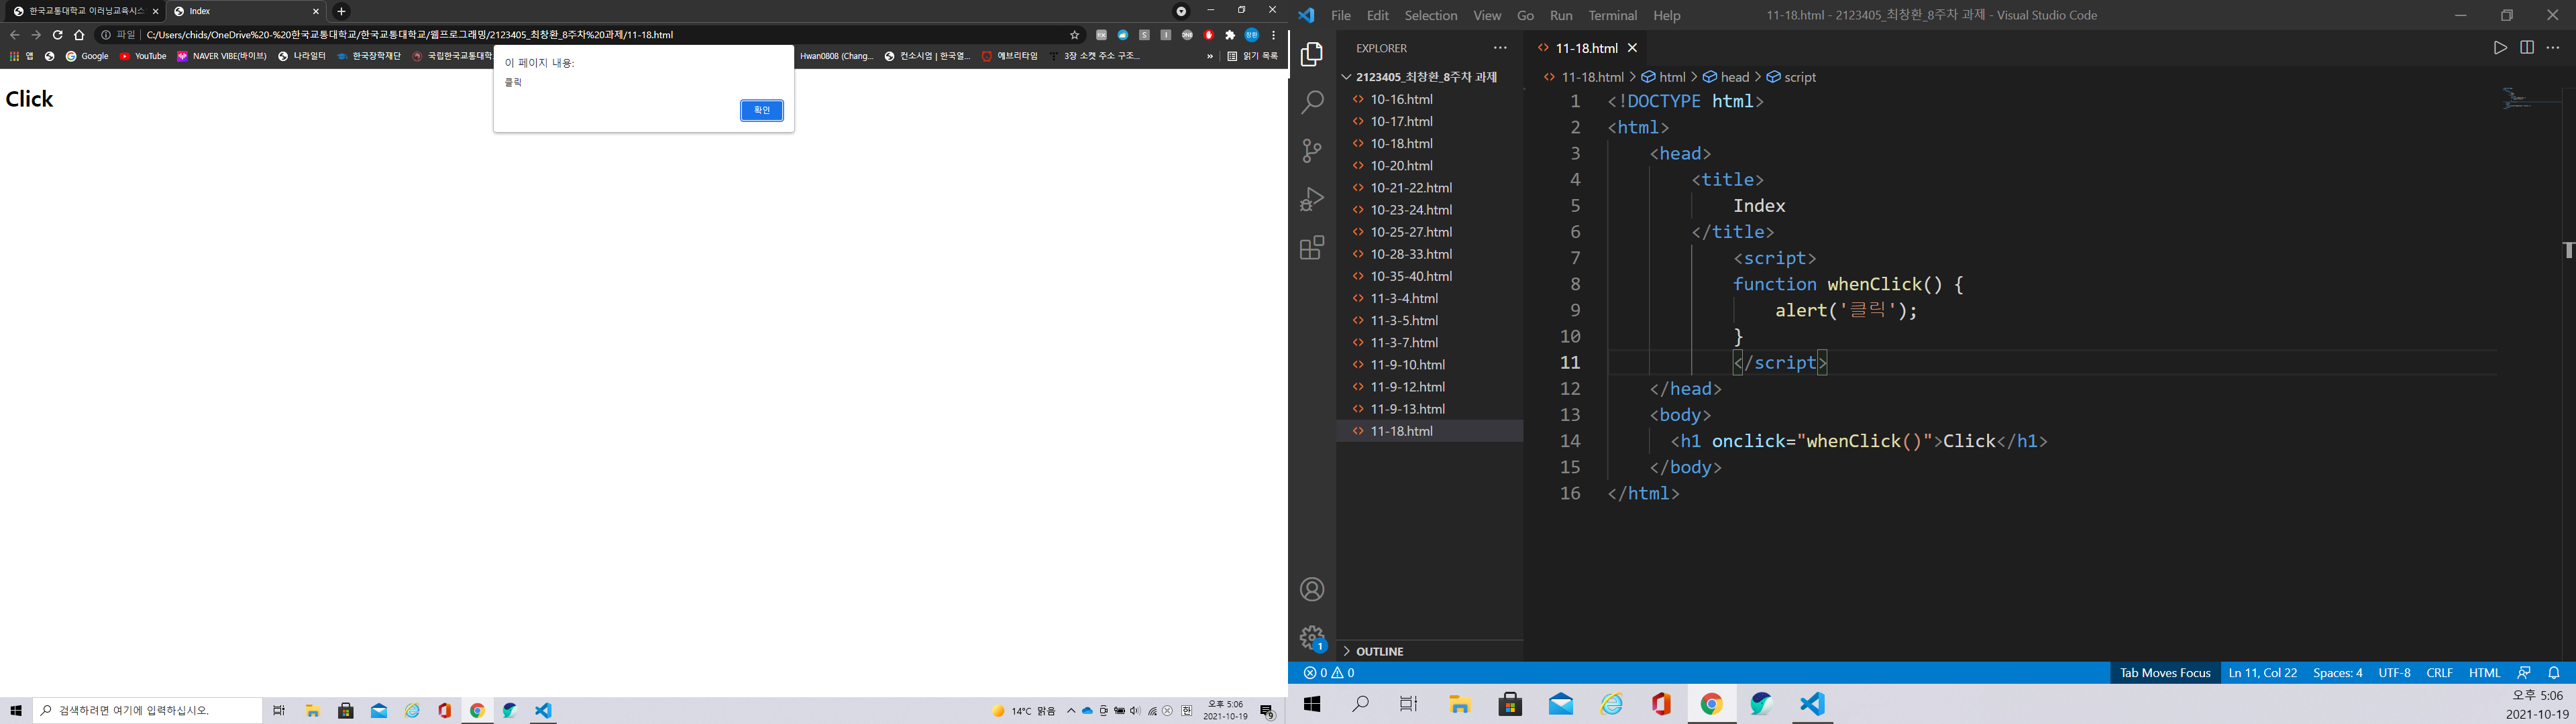 한국교통대학교 이러닝교육시스
Index
파일
C:/Users/chids/OneDrive%20-%20한국교통대학교/한국교통대학교/웹프로그래밍/2123405_최창환_8주차%20과제/11-18.html
앱
Google
YouTube
NAVER VIBE(바이브)
나라일터
한국장학재단
국립한국교통대학
Hwan0808 (Chang...
컨소시엄 | 한국열...
에브리타임
3장 소켓 주소 구조...
»
읽기 목록
이 페이지 내용:
클릭
확인
Click
검색하려면 여기에 입력하십시오.
14°C 맑음
한
오후 5:06
2021-10-19
9
File Edit Selection View Go Run Terminal Help
11-18.html - 2123405_최창환_8주차 과제 - Visual Studio Code
EXPLORER
2123405_최창환_8주차 과제
10-16.html
10-17.html
10-18.html
10-20.html
10-21-22.html
10-23-24.html
10-25-27.html
10-28-33.html
10-35-40.html
11-3-4.html
11-3-5.html
11-3-7.html
11-9-10.html
11-9-12.html
11-9-13.html
11-18.html
OUTLINE
1
11-18.html
11-18.html > html > head > script
1 <!DOCTYPE html>
2 <html>
3 <head>
4 <title>
5 Index
6 </title>
7 <script>
8 function whenClick() {
9 alert('클릭');
10 }
11 </script>
12 </head>
13 <body>
14 <h1 onclick="whenClick()">Click</h1>
15 </body>
16 </html>
0 0
Tab Moves Focus
Ln 11, Col 22
Spaces: 4
UTF-8
CRLF
HTML
오후 5:06
2021-10-19